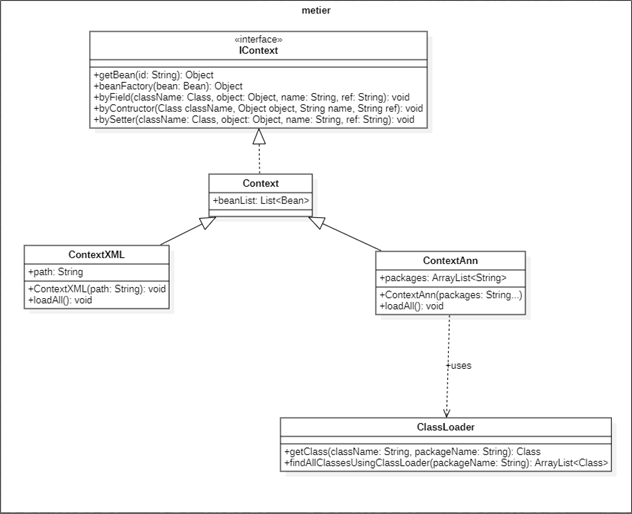 metier
«interface»
IContext
+getBean(id: String): Object
+beanFactory(bean: Bean): Object
+byField(className: Class, object: Object, name: String, ref: String): void
+byContructor(Class className, Object object, String name, String ref): void
+bySetter(className: Class, object: Object, name: String, ref: String): void
Context
+beanList: List<Bean>
ContextXML
+path: String
+ContextXML(path: String): void
+loadAll(): void
ContextAnn
+packages: ArrayList<String>
+ContextAnn(packages: String...)
+loadAll(): void
+uses
ClassLoader
+getClass(className: String, packageName: String): Class
+findAllClassesUsingClassLoader(packageName: String): ArrayList<Class>